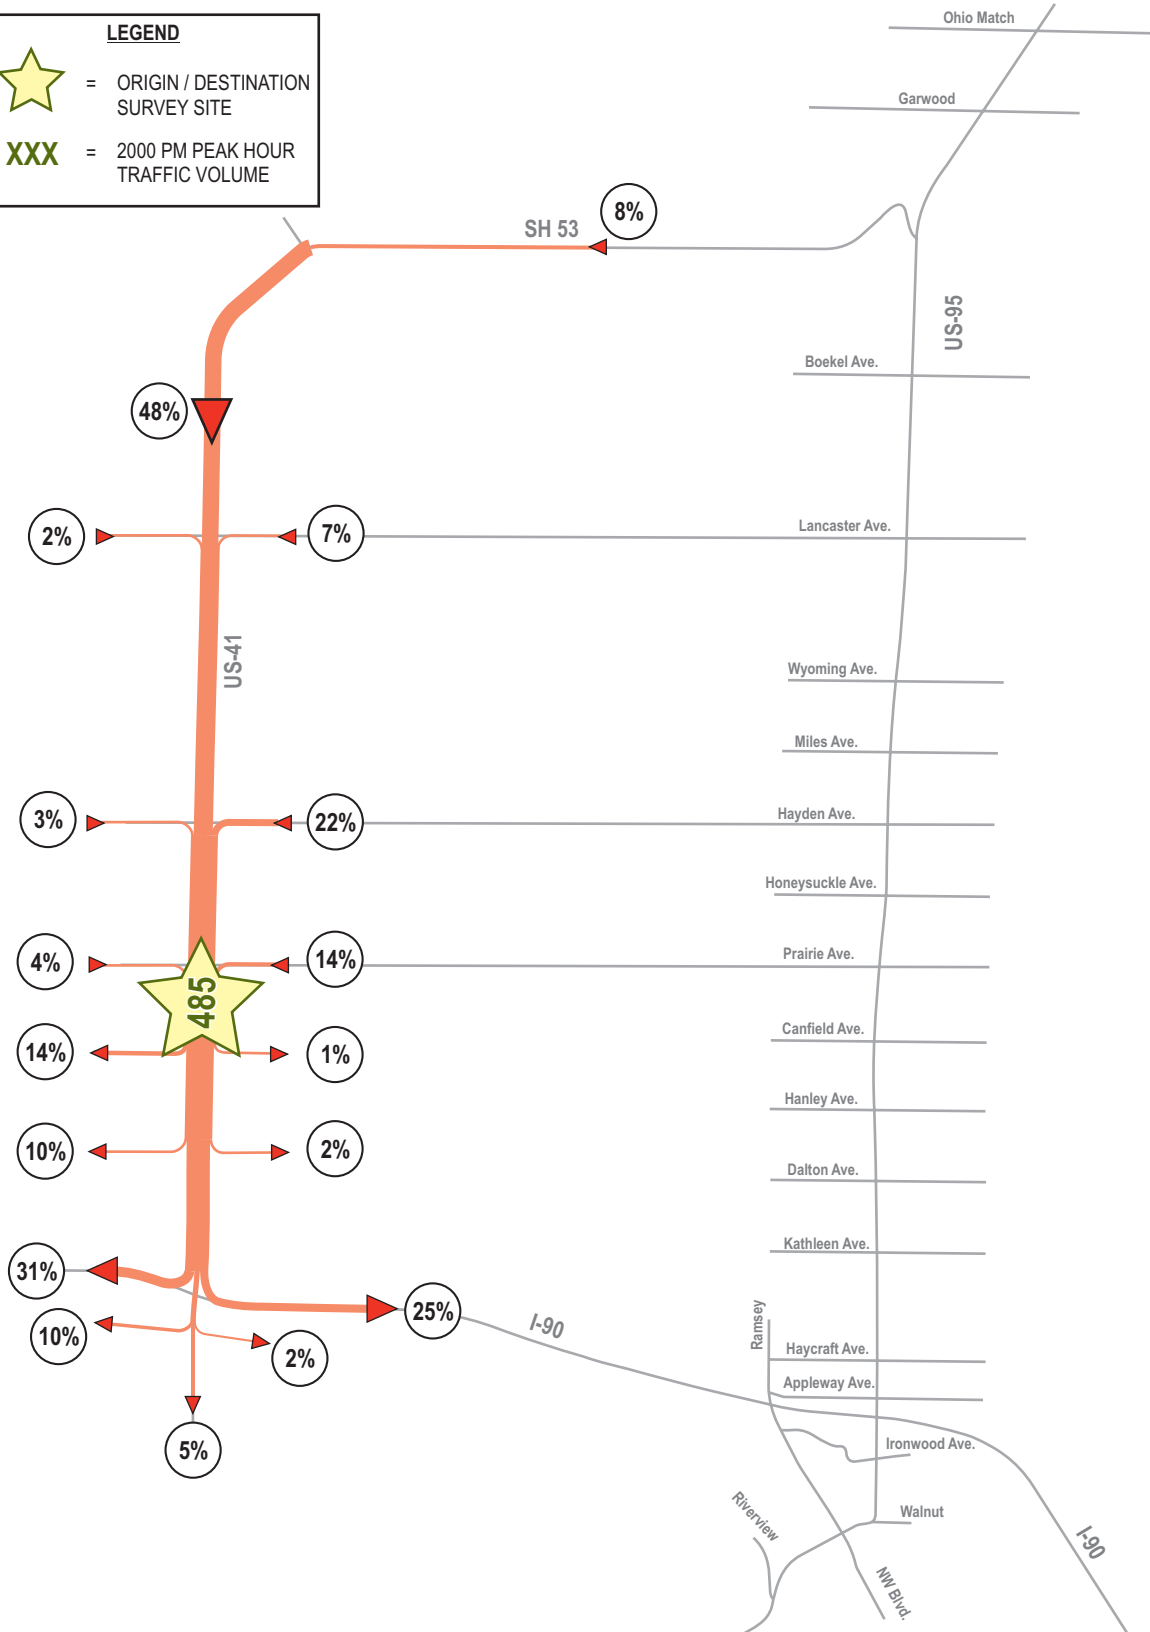 LEGEND
= ORIGIN / DESTINATION
SURVEY SITE
XXX = 2000 PM PEAK HOUR
TRAFFIC VOLUME
Ohio Match
Garwood
8%
SH 53
US-95
Boekel Ave.
48%
2%
7%
Lancaster Ave.
US-41
Wyoming Ave.
Miles Ave.
3%
22%
Hayden Ave.
Honeysuckle Ave.
4%
14%
Prairie Ave.
485
14%
1%
Canfield Ave.
10%
2%
Hanley Ave.
Dalton Ave.
31%
Kathleen Ave.
25%
I-90
10%
2%
Ramsey
Haycraft Ave.
Appleway Ave.
5%
Ironwood Ave.
Riverview
Walnut
I-90
NW Blvd.